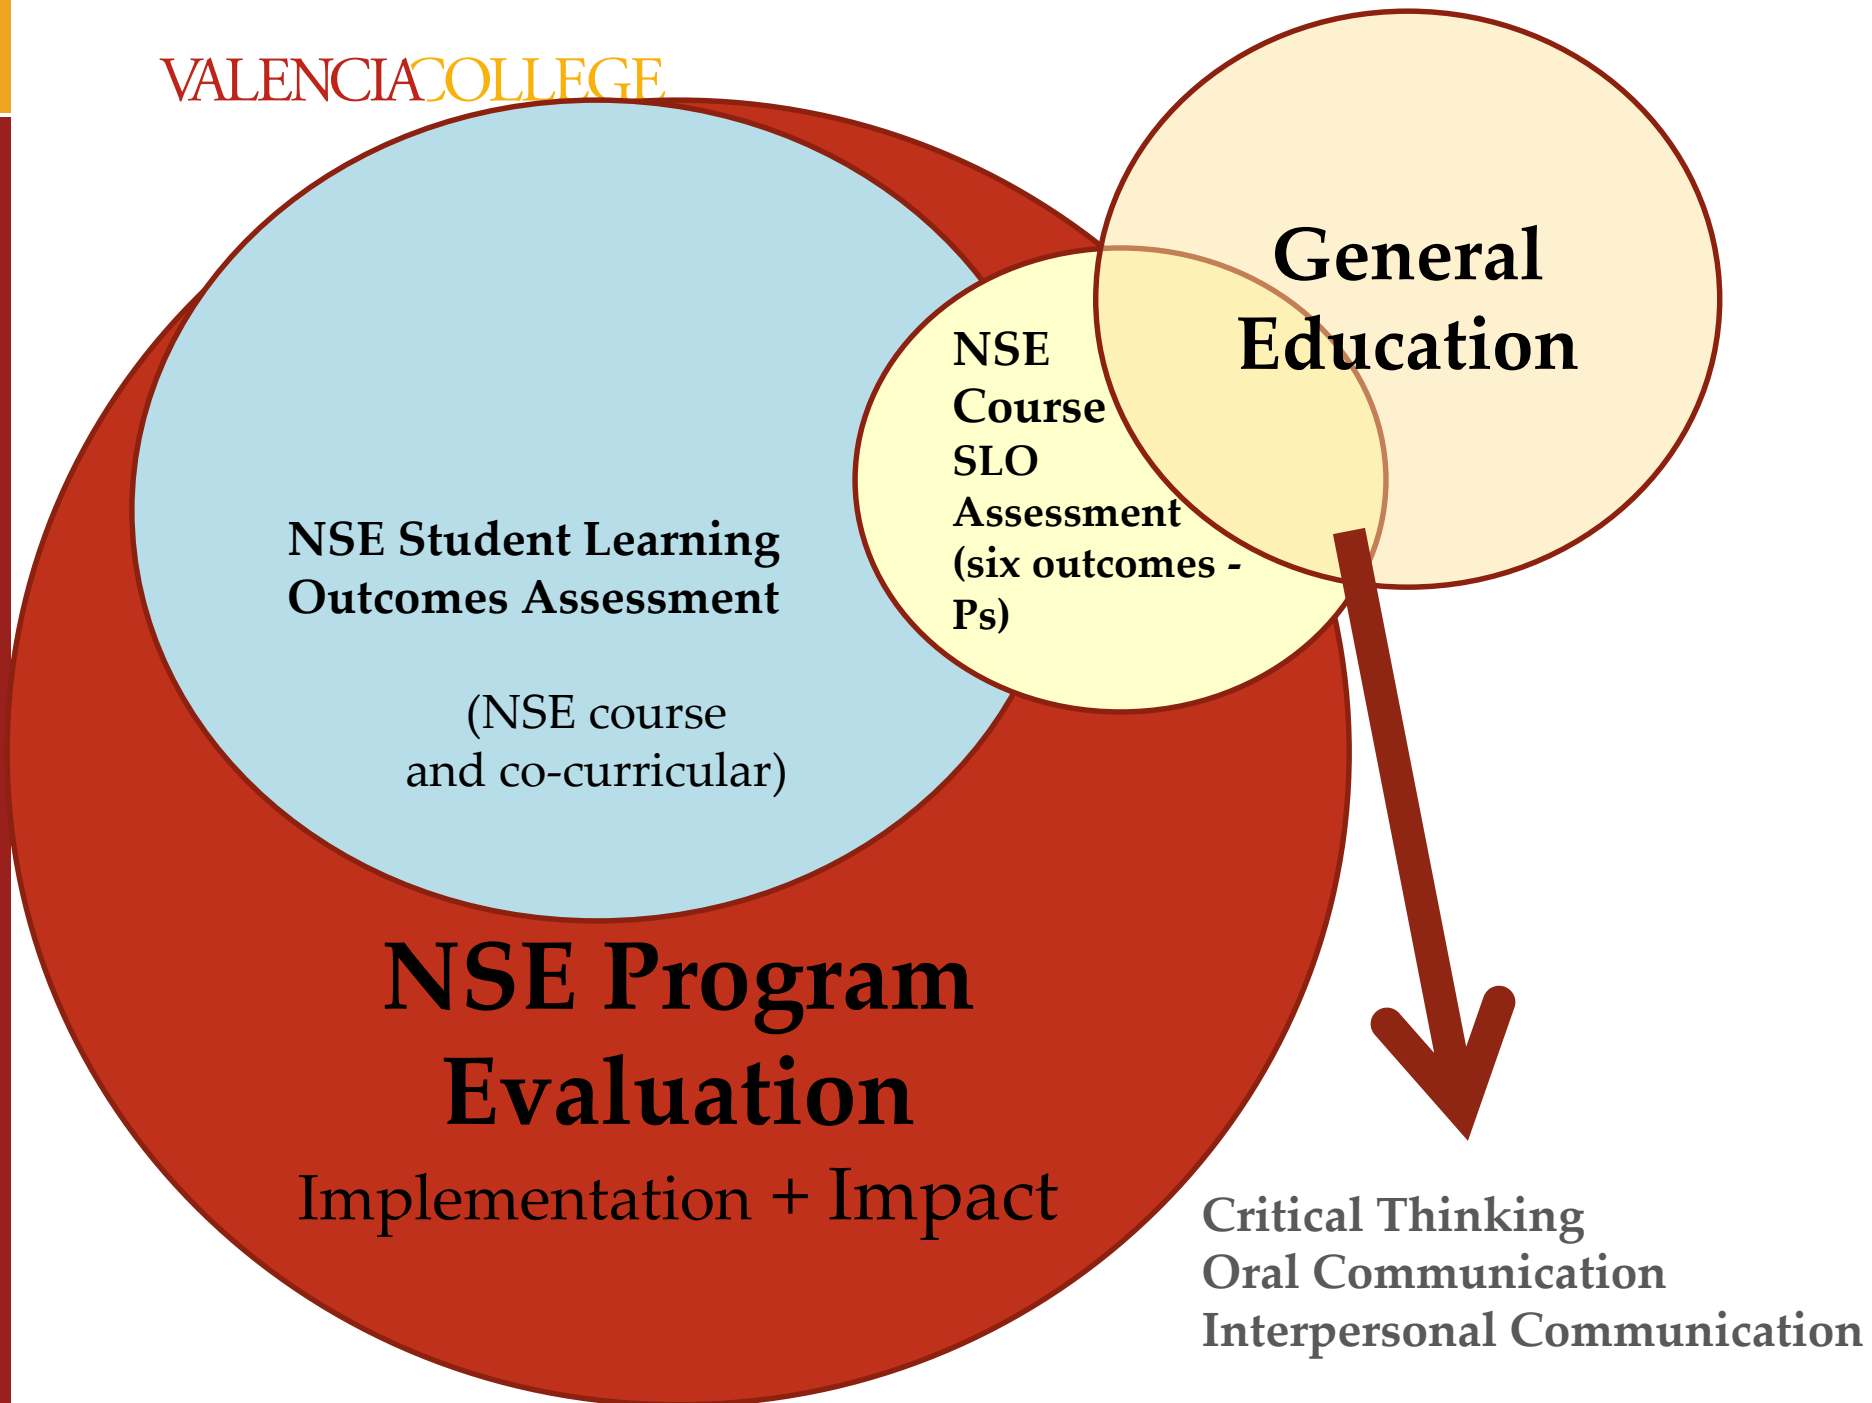 VALENCIACOLLEGE
General
Education
NSE
Course
SLO
Assessment
(six outcomes -
Ps)
NSE Student Learning
Outcomes Assessment
(NSE course
and co-curricular)
NSE Program
Evaluation
Implementation + Impact
Critical Thinking
Oral Communication
Interpersonal Communication